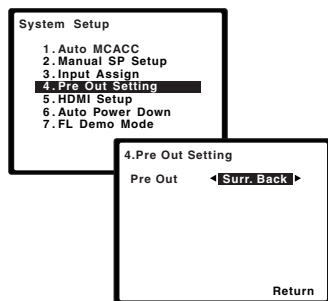 System Setup
1. Auto MCACC
2. Manual SP Setup
3. Input Assign
4. Pre Out Setting
5. HDMI Setup
6. Auto Power Down
7. FL Demo Mode
4.Pre Out Setting
Pre Out ◀ Surr. Back ▶
Return